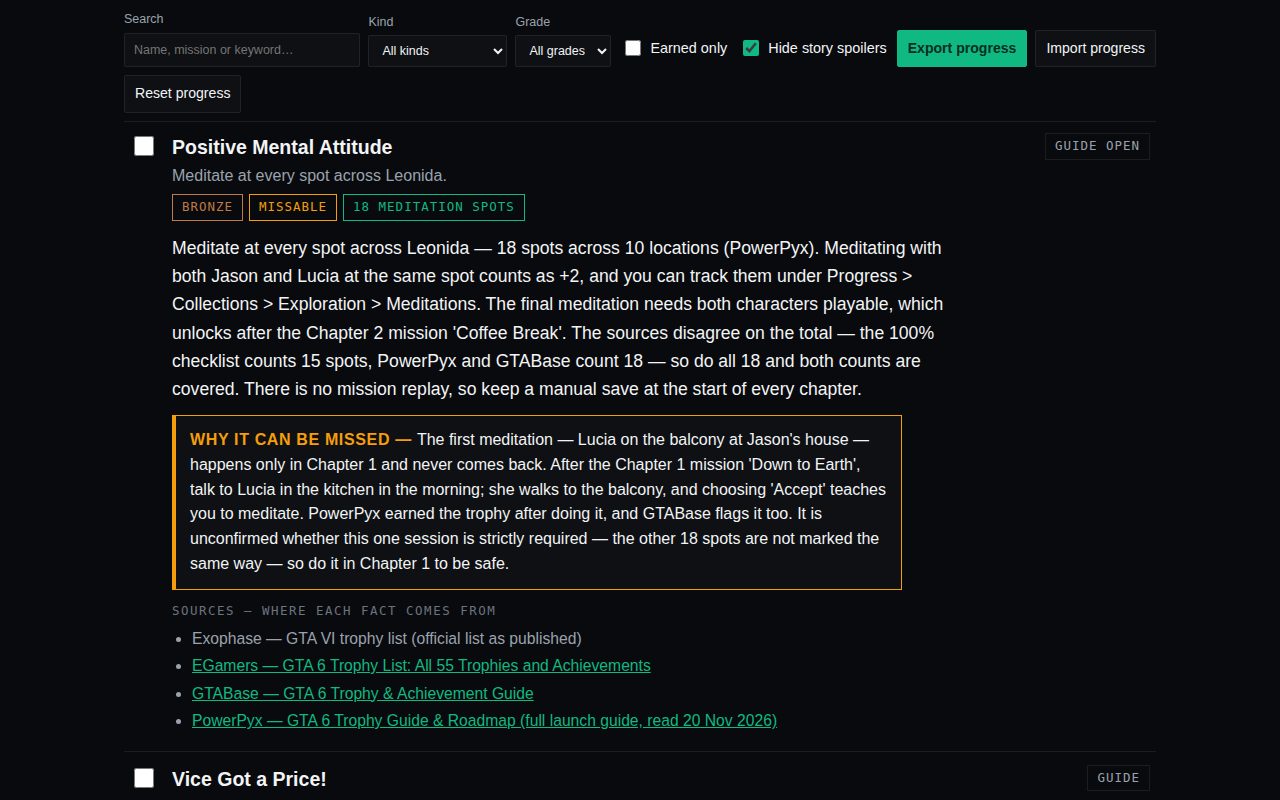 Search
Kind
Grade
Name, mission or keyword…
All kinds
All grades
Earned only
Hide story spoilers
Export progress
Import progress
Reset progress
Positive Mental Attitude
GUIDE OPEN
Meditate at every spot across Leonida.
BRONZE
MISSABLE
18 MEDITATION SPOTS
Meditate at every spot across Leonida — 18 spots across 10 locations (PowerPyx). Meditating with
both Jason and Lucia at the same spot counts as +2, and you can track them under Progress >
Collections > Exploration > Meditations. The final meditation needs both characters playable, which
unlocks after the Chapter 2 mission 'Coffee Break'. The sources disagree on the total — the 100%
checklist counts 15 spots, PowerPyx and GTABase count 18 — so do all 18 and both counts are
covered. There is no mission replay, so keep a manual save at the start of every chapter.
WHY IT CAN BE MISSED — The first meditation — Lucia on the balcony at Jason's house —
happens only in Chapter 1 and never comes back. After the Chapter 1 mission 'Down to Earth',
talk to Lucia in the kitchen in the morning; she walks to the balcony, and choosing 'Accept' teaches
you to meditate. PowerPyx earned the trophy after doing it, and GTABase flags it too. It is
unconfirmed whether this one session is strictly required — the other 18 spots are not marked the
same way — so do it in Chapter 1 to be safe.
SOURCES — WHERE EACH FACT COMES FROM
Exophase — GTA VI trophy list (official list as published)
EGamers — GTA 6 Trophy List: All 55 Trophies and Achievements
GTABase — GTA 6 Trophy & Achievement Guide
PowerPyx — GTA 6 Trophy Guide & Roadmap (full launch guide, read 20 Nov 2026)
Vice Got a Price!
GUIDE